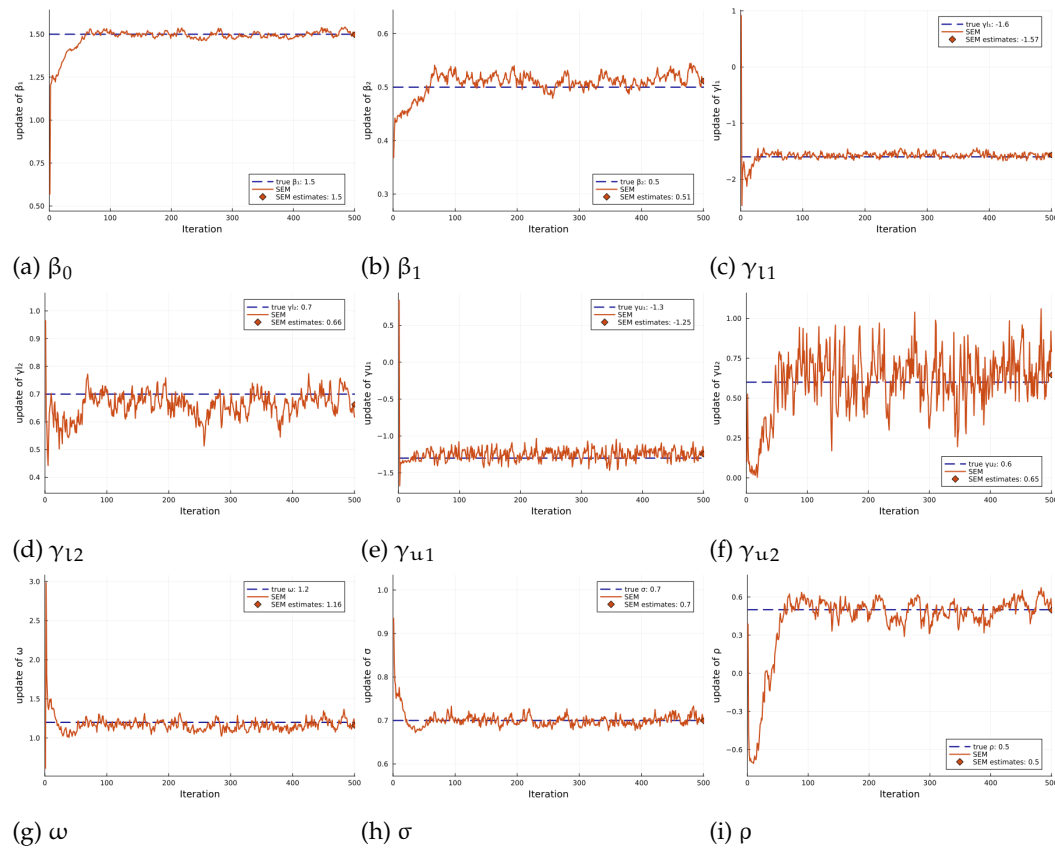 update of β₁
1.50
1.25
1.00
0.75
0.50
true β₁: 1.5
SEM
SEM estimates: 1.5
0 100 200 300 400 500
Iteration
(a) β₀
update of β₂
0.6
0.5
0.4
0.3
true β₂: 0.5
SEM
SEM estimates: 0.51
0 100 200 300 400 500
Iteration
(b) β₁
update of γl₁
1
0
−1
−2
true γl₁: -1.6
SEM
SEM estimates: -1.57
0 100 200 300 400 500
Iteration
(c) γl1
update of γl₂
1.0
0.9
0.8
0.7
0.6
0.5
0.4
true γl₂: 0.7
SEM
SEM estimates: 0.66
0 100 200 300 400 500
Iteration
(d) γl2
update of γu₁
0.5
0.0
−0.5
−1.0
−1.5
true γu₁: -1.3
SEM
SEM estimates: -1.25
0 100 200 300 400 500
Iteration
(e) γu1
update of γu₂
1.00
0.75
0.50
0.25
0.00
true γu₂: 0.6
SEM
SEM estimates: 0.65
0 100 200 300 400 500
Iteration
(f) γu2
update of ω
3.0
2.5
2.0
1.5
1.0
true ω: 1.2
SEM
SEM estimates: 1.16
0 100 200 300 400 500
Iteration
(g) ω
update of σ
1.0
0.9
0.8
0.7
0.6
true σ: 0.7
SEM
SEM estimates: 0.7
0 100 200 300 400 500
Iteration
(h) σ
update of ρ
0.6
0.3
0.0
−0.3
−0.6
true ρ: 0.5
SEM
SEM estimates: 0.5
0 100 200 300 400 500
Iteration
(i) ρ